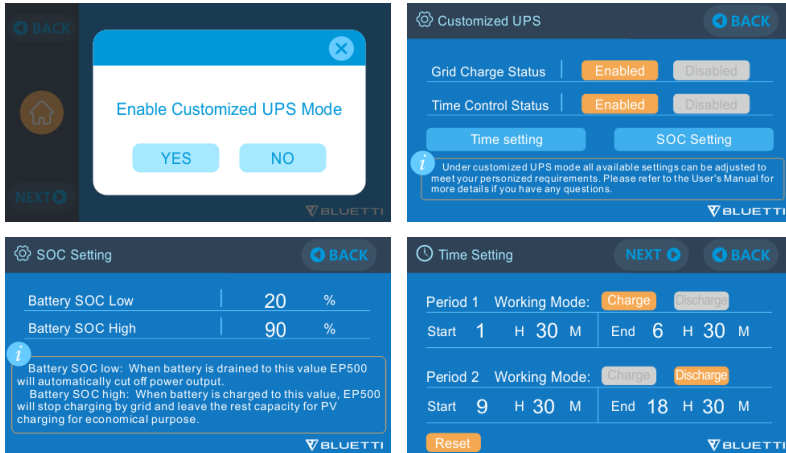 BACK
Enable Customized UPS Mode
YES NO
NEXT
BLUETTI
Customized UPS BACK
Grid Charge Status Enabled Disabled
Time Control Status Enabled Disabled
Time setting SOC Setting
i
Under customized UPS mode all available settings can be adjusted to
meet your personized requirements. Please refer to the User's Manual for
more details if you have any questions.
BLUETTI
SOC Setting BACK
Battery SOC Low 20 %
Battery SOC High 90 %
i
Battery SOC low: When battery is drained to this value EP500
will automatically cut off power output.
Battery SOC high: When battery is charged to this value, EP500
will stop charging by grid and leave the rest capacity for PV
charging for economical purpose.
BLUETTI
Time Setting NEXT BACK
Period 1 Working Mode: Charge Discharge
Start 1 H 30 M End 6 H 30 M
Period 2 Working Mode: Charge Discharge
Start 9 H 30 M End 18 H 30 M
Reset
BLUETTI